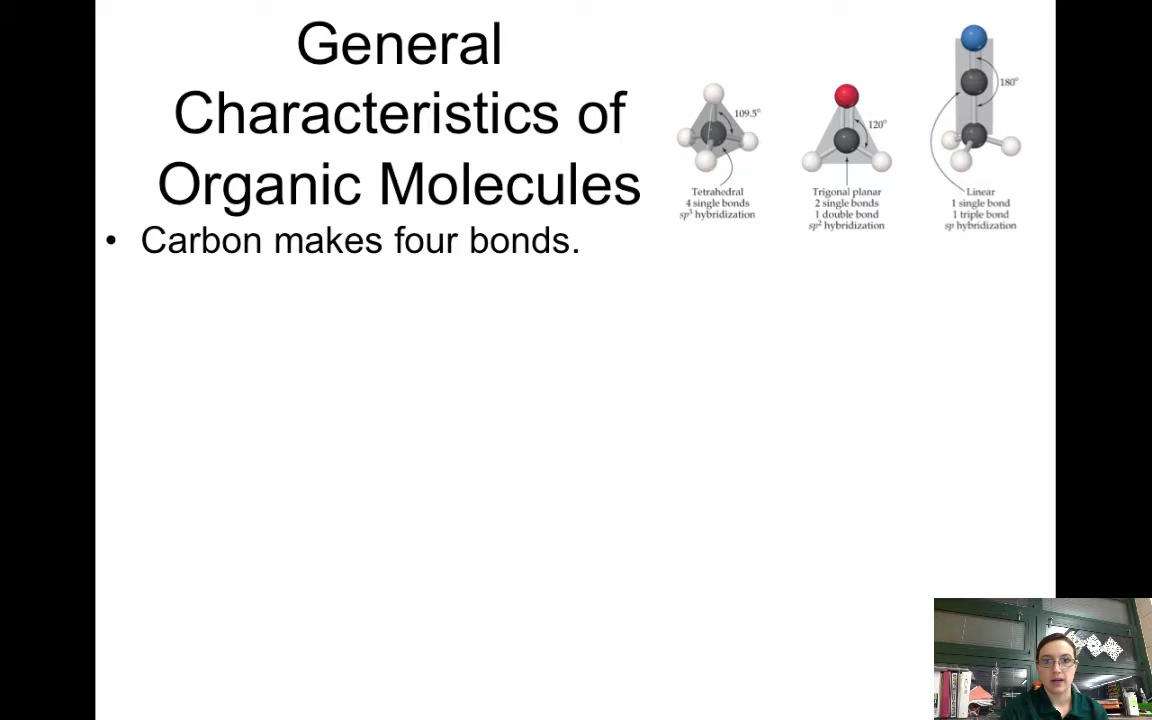 General
Characteristics of
Organic Molecules
• Carbon makes four bonds.
109.5°
Tetrahedral
4 single bonds
sp³ hybridization
120°
Trigonal planar
2 single bonds
1 double bond
sp² hybridization
180°
Linear
1 single bond
1 triple bond
sp hybridization